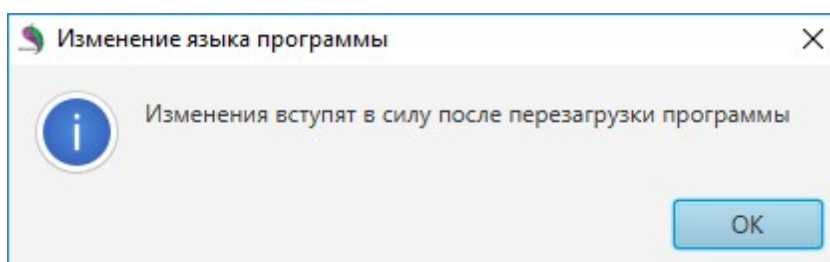 Изменение языка программы
Изменения вступят в силу после перезагрузки программы
OK